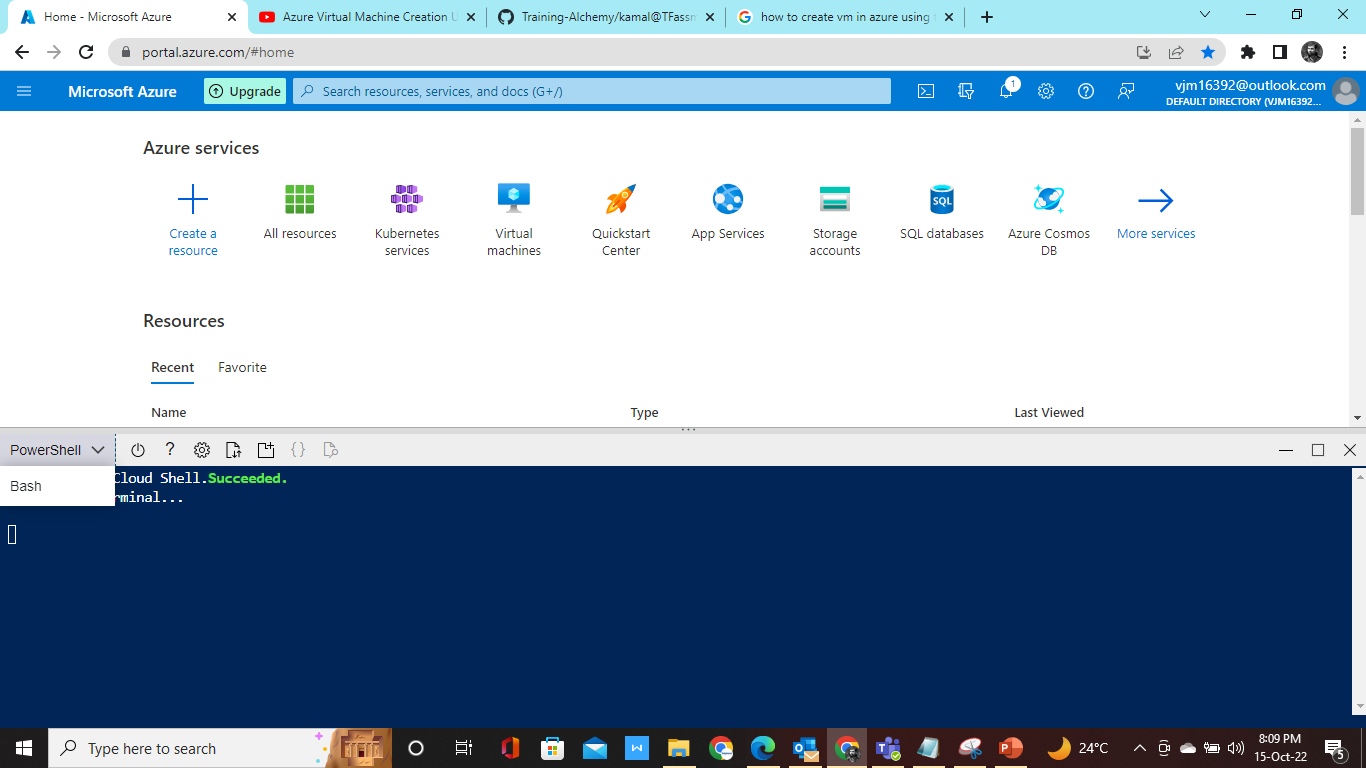 Home - Microsoft Azure
Azure Virtual Machine Creation U
Training-Alchemy/kamal@TFassm
how to create vm in azure using
portal.azure.com/#home
Microsoft Azure
Upgrade
Search resources, services, and docs (G+/)
1
vjm16392@outlook.com
DEFAULT DIRECTORY (VJM16392...
Azure services
Create a resource
All resources
Kubernetes services
Virtual machines
Quickstart Center
App Services
Storage accounts
SQL
SQL databases
Azure Cosmos DB
More services
Resources
Recent
Favorite
Name
Type
Last Viewed
PowerShell
Bash
Cloud Shell.Succeeded.
rminal...
Type here to search
24°C
8:09 PM
15-Oct-22
5